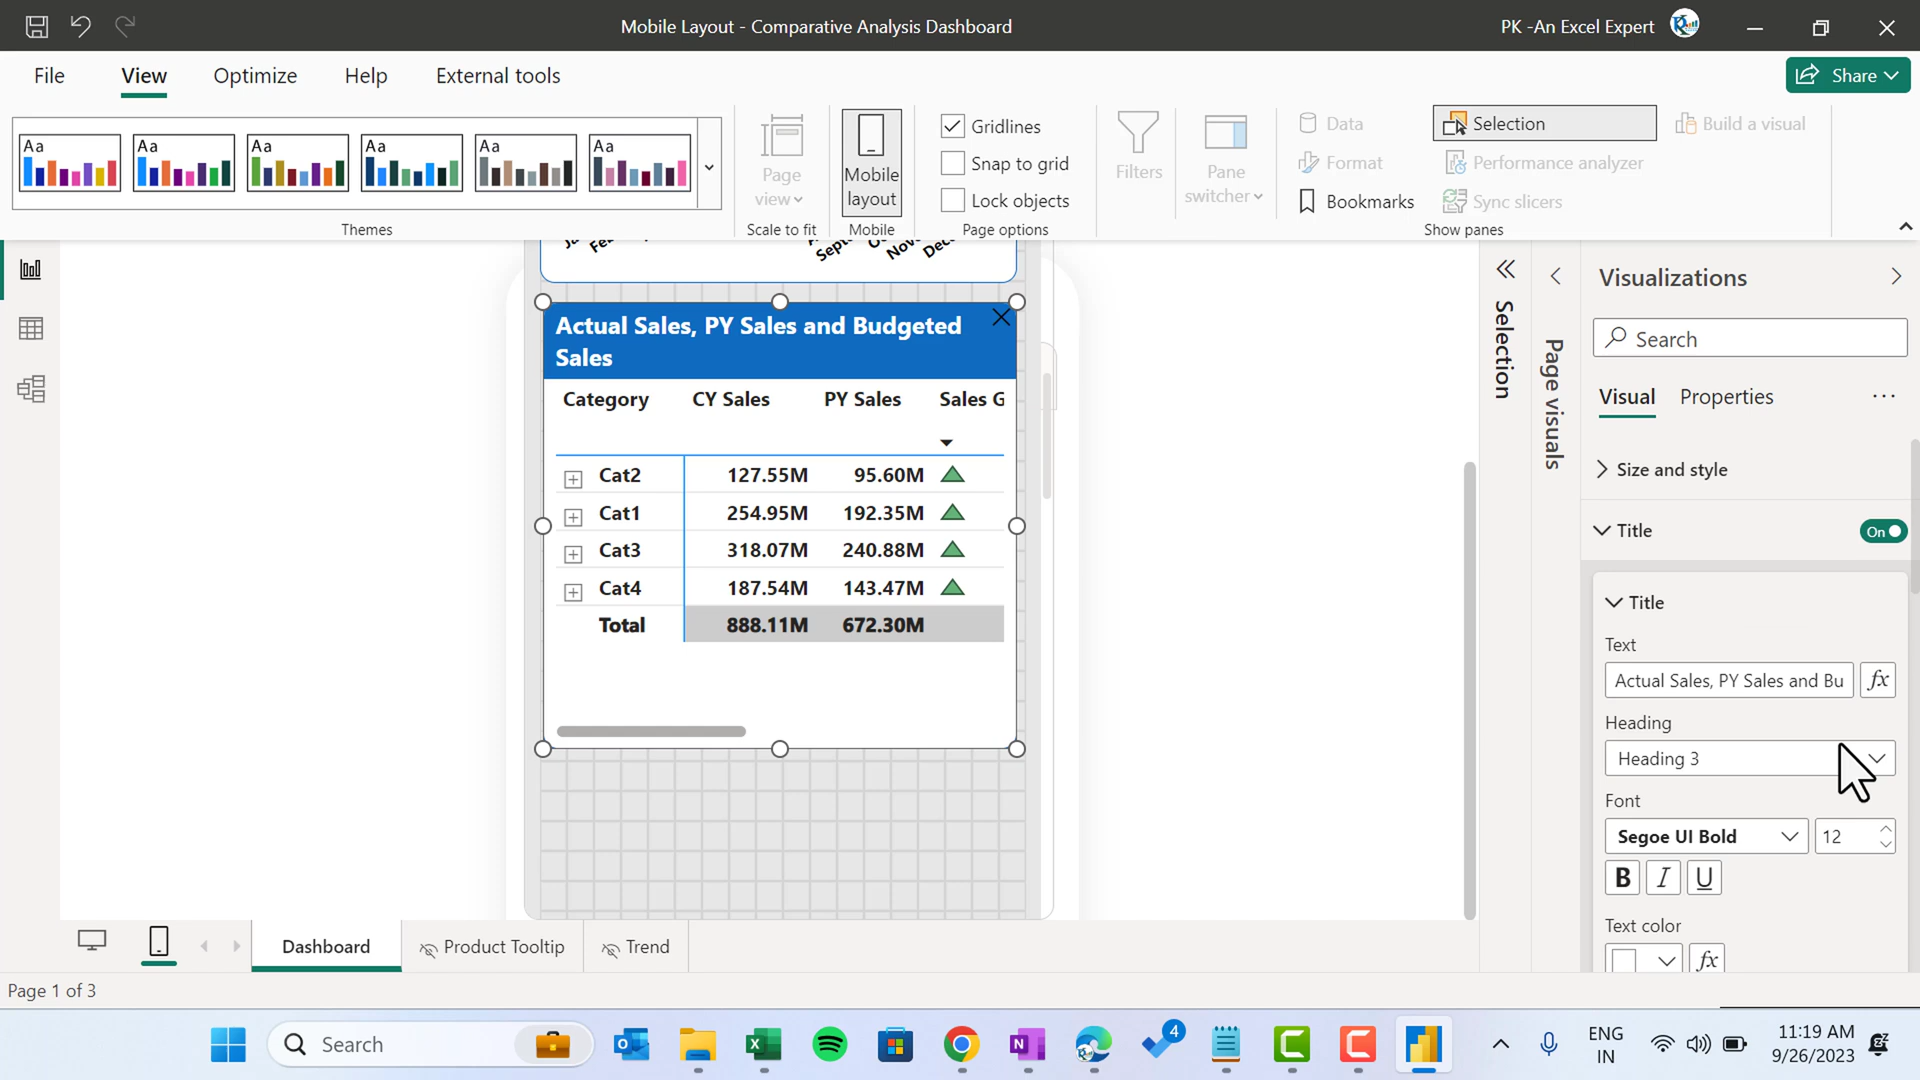 Mobile Layout - Comparative Analysis Dashboard
PK -An Excel Expert
File
View
Optimize
Help
External tools
Share
Aa
Aa
Aa
Aa
Aa
Aa
Themes
Page
view
Scale to fit
Mobile
layout
Mobile
Gridlines
Snap to grid
Lock objects
Page options
Filters
Pane
switcher
Data
Format
Bookmarks
Selection
Performance analyzer
Sync slicers
Show panes
Build a visual
Actual Sales, PY Sales and Budgeted
Sales
Category CY Sales PY Sales Sales G
Cat2 127.55M 95.60M
Cat1 254.95M 192.35M
Cat3 318.07M 240.88M
Cat4 187.54M 143.47M
Total 888.11M 672.30M
Selection
Page visuals
Visualizations
Search
Visual
Properties
Size and style
Title
On
Title
Text
Actual Sales, PY Sales and Bu
fx
Heading
Heading 3
Font
Segoe UI Bold
12
B
I
U
Text color
fx
Dashboard
Product Tooltip
Trend
Page 1 of 3
Search
4
ENG
IN
11:19 AM
9/26/2023